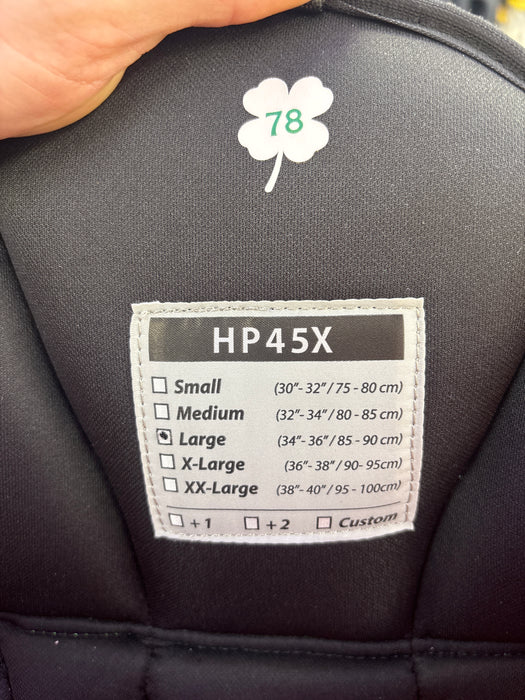 78
HP45X
Small (30"- 32" / 75 - 80 cm)
Medium (32"- 34" / 80 - 85 cm)
Large (34"- 36" / 85 - 90 cm)
X-Large (36"- 38" / 90- 95cm)
XX-Large (38"- 40" / 95 - 100cm)
+ 1 + 2 Custom